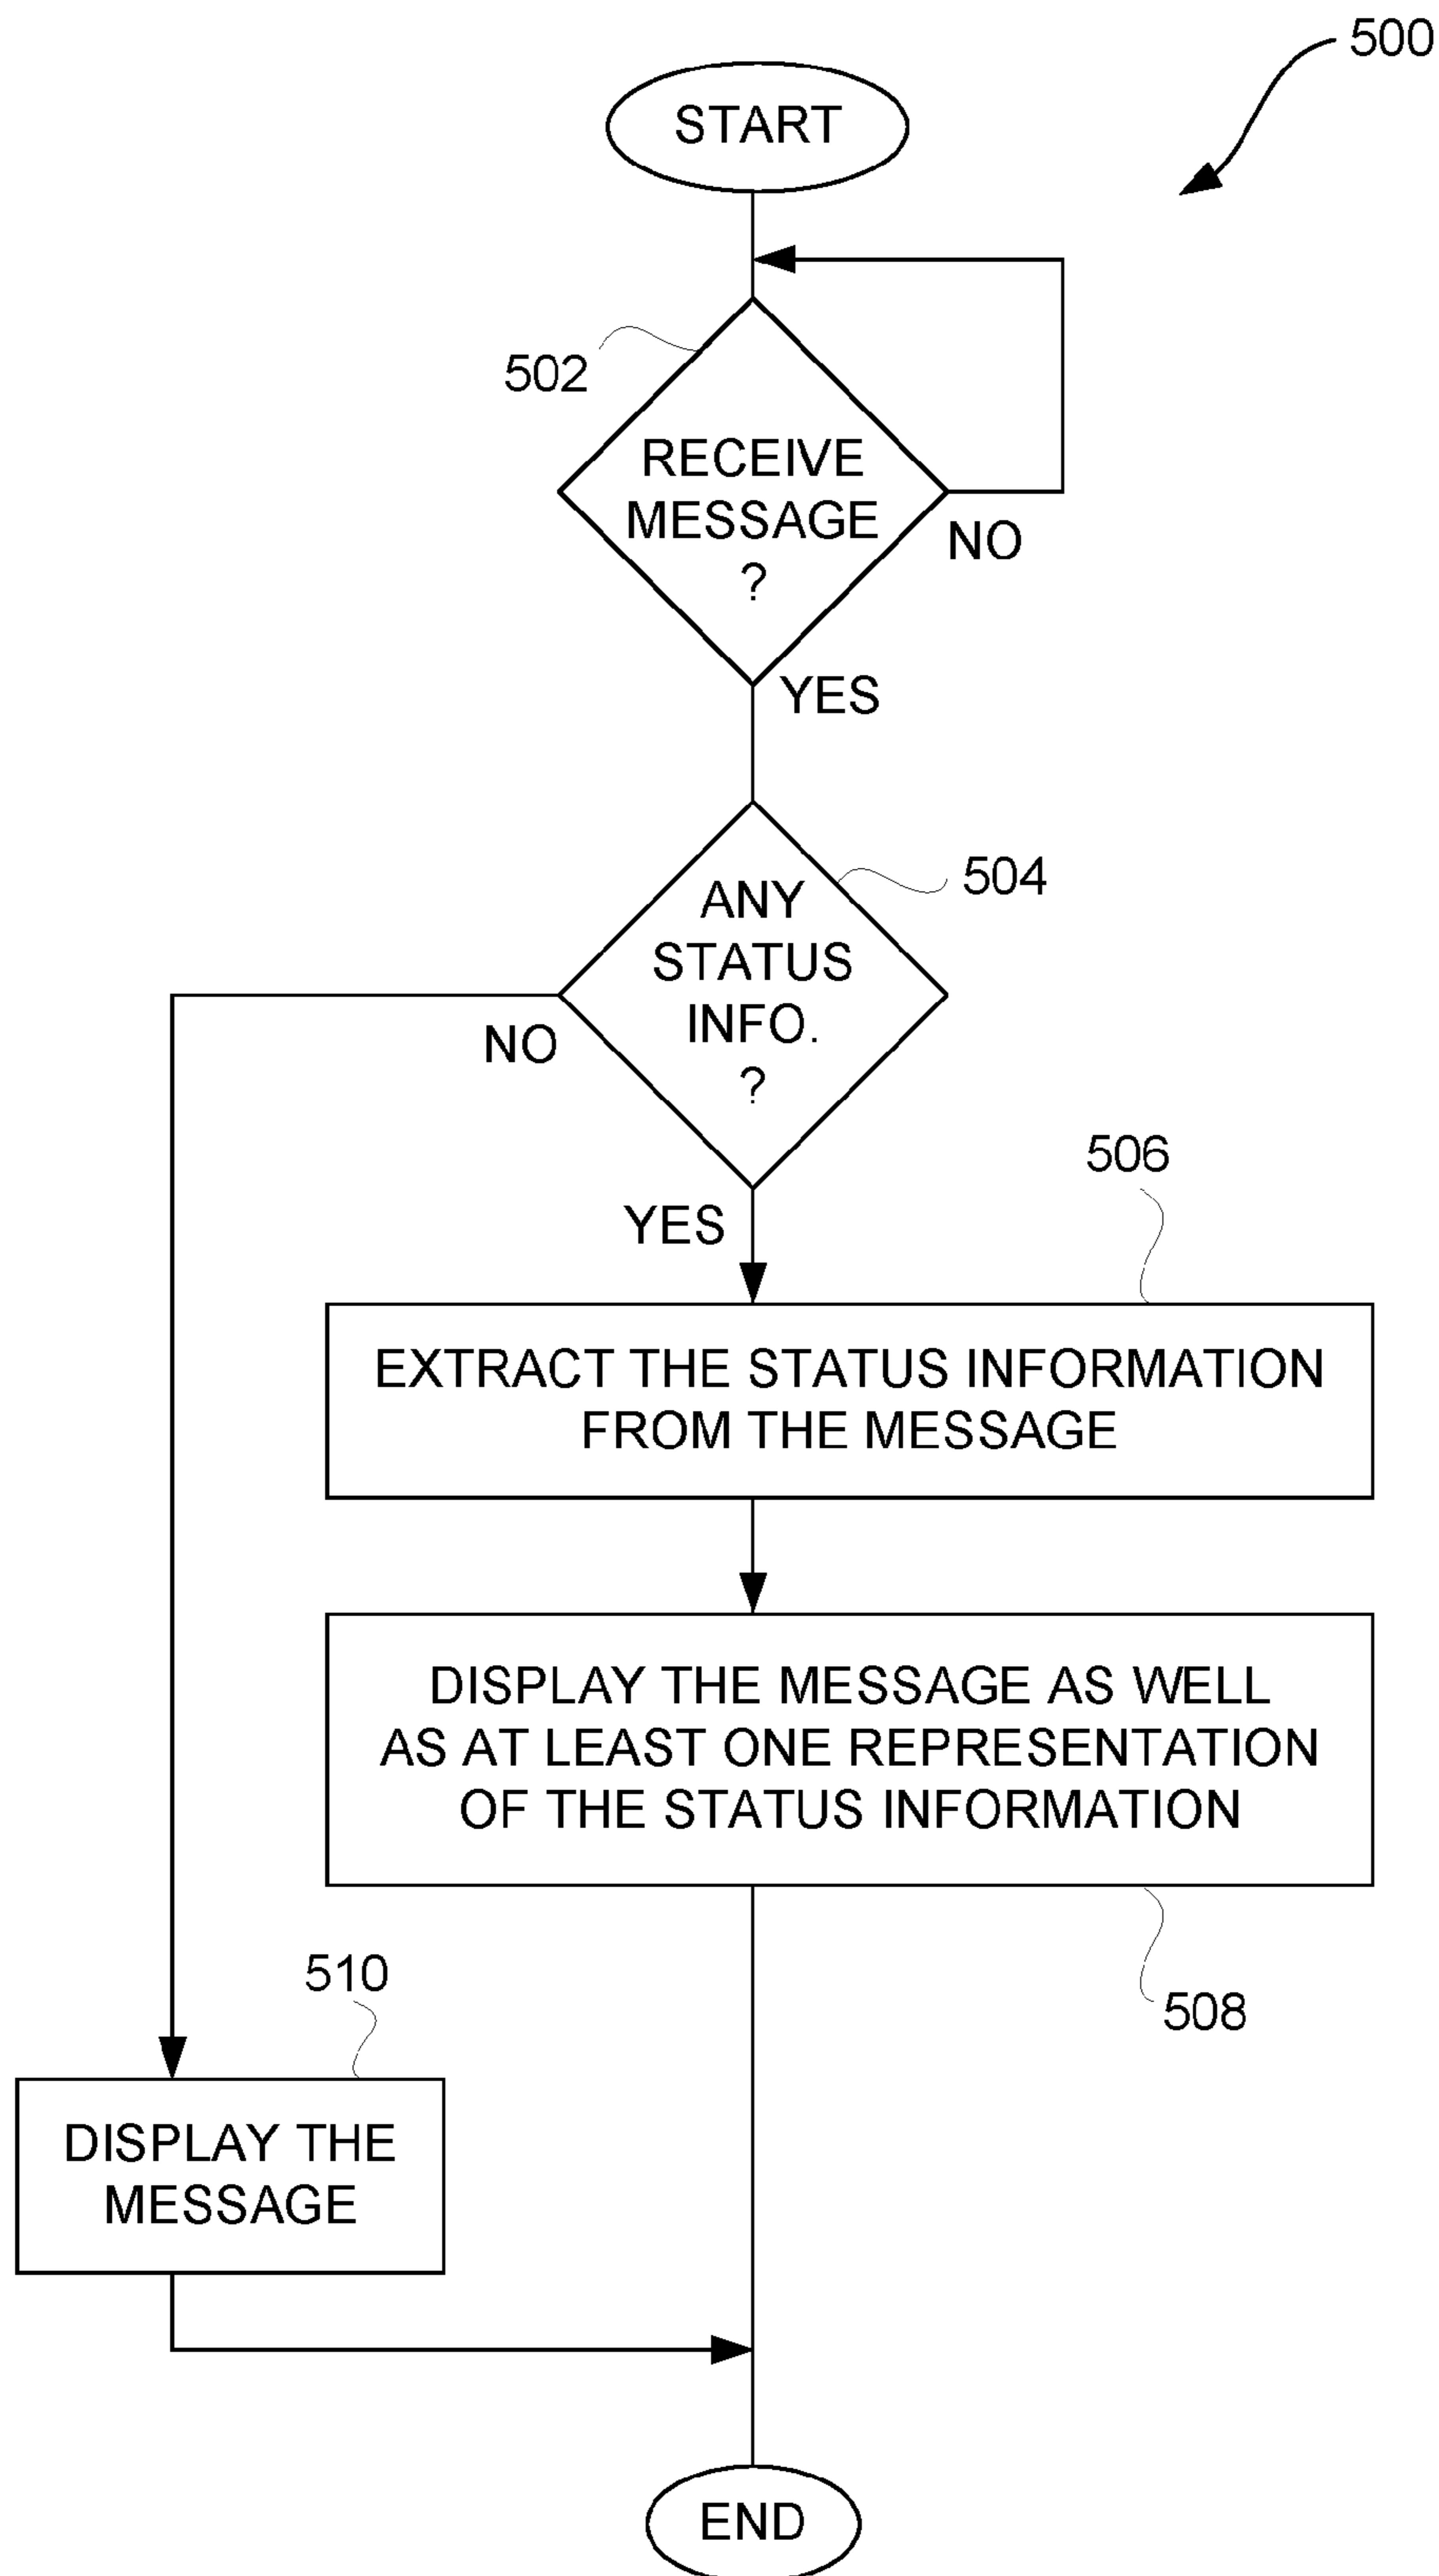 500
START
502
RECEIVE
MESSAGE
?
NO
YES
504
ANY
STATUS
INFO.
?
NO
YES
506
EXTRACT THE STATUS INFORMATION
FROM THE MESSAGE
DISPLAY THE MESSAGE AS WELL
AS AT LEAST ONE REPRESENTATION
OF THE STATUS INFORMATION
508
510
DISPLAY THE
MESSAGE
END